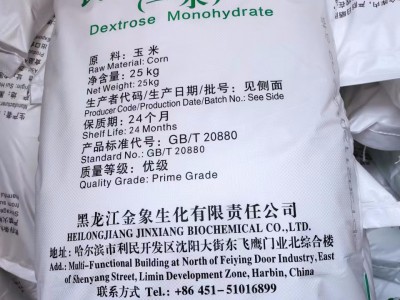 Dextrose Monohydrate
原　料：玉米
Raw Material: Corn
净含量：25 kg
Net Weight: 25kg
生产者代码/生产日期/批号：见侧面
Producer Code/Production Date/Batch No.: See Side
保质期：24个月
Shelf Life: 24 Months
产品标准代号：GB/T 20880
Standard No.: GB/T 20880
质量等级：优级
Quality Grade: Prime Grade
黑龙江金象生化有限责任公司
HEILONGJIANG JINXIANG BIOCHEMICAL CO.,LTD.
地址：哈尔滨市利民开发区沈阳大街东飞鹰门业北综合楼
Add.: Multi-Functional Building at North of Feiying Door Industry, East
of Shenyang Street, Limin Development Zone, Harbin, China
联系方式 Tel.: +86 451-51016899